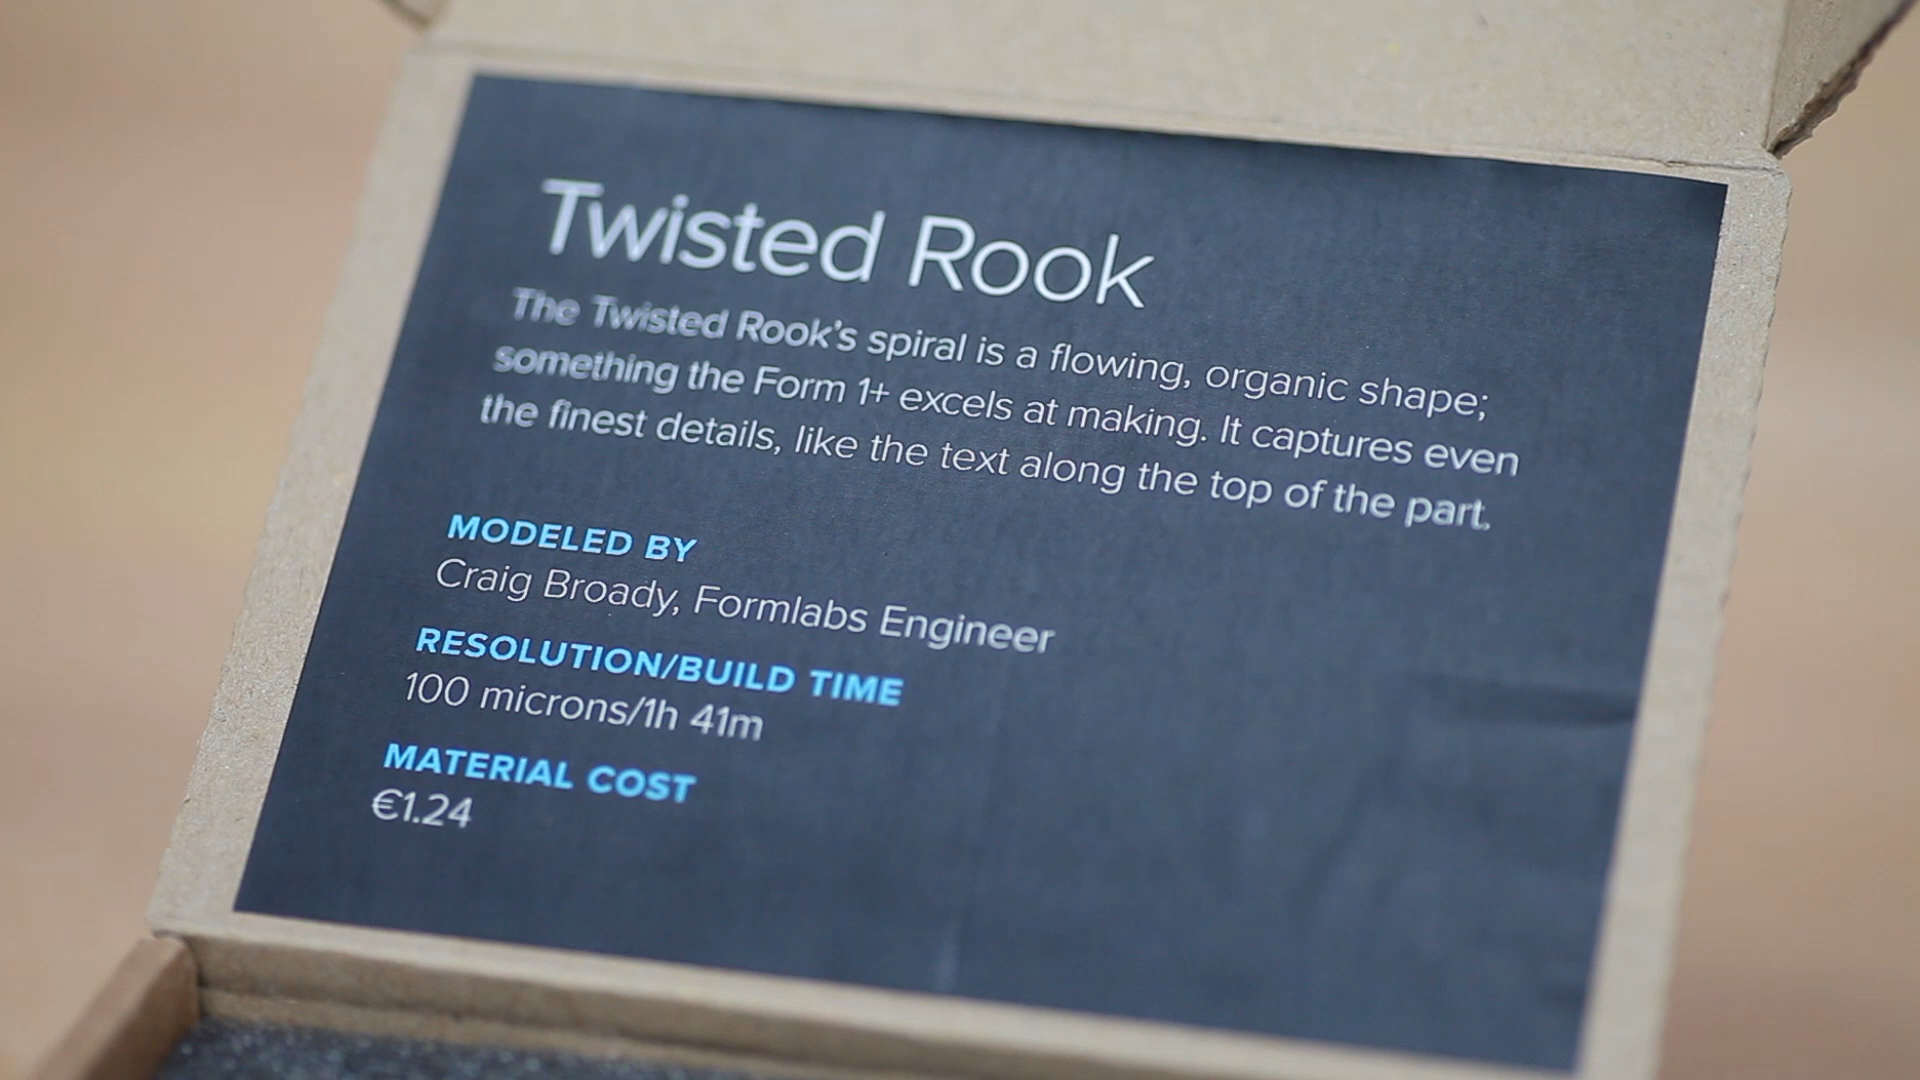 Twisted Rook
The Twisted Rook's spiral is a flowing, organic shape;
something the Form 1+ excels at making. It captures even
the finest details, like the text along the top of the part.
MODELED BY
Craig Broady, Formlabs Engineer
RESOLUTION/BUILD TIME
100 microns/1h 41m
MATERIAL COST
€1.24